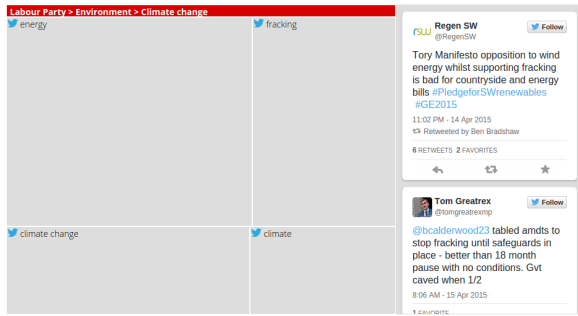 Labour Party > Environment > Climate change
energy
fracking
climate change
climate
rsw
Regen SW
@RegenSW
Follow
Tory Manifesto opposition to wind
energy whilst supporting fracking
is bad for countryside and energy
bills #PledgeforSWrenewables
#GE2015
11:02 PM - 14 Apr 2015
Retweeted by Ben Bradshaw
6 RETWEETS 2 FAVORITES
Tom Greatrex
@tomgreatrexmp
Follow
@bcalderwood23 tabled amdts to
stop fracking until safeguards in
place - better than 18 month
pause with no conditions. Gvt
caved when 1/2
8:06 AM - 15 Apr 2015
1 FAVORITE